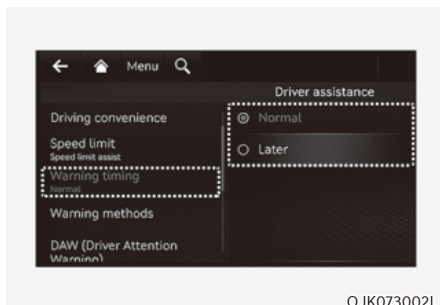 Menu
Driver assistance
Driving convenience
Normal
Speed limit
Speed limit assist
Later
Warning timing
Normal
Warning methods
DAW (Driver Attention
Warning)
OJK073002L